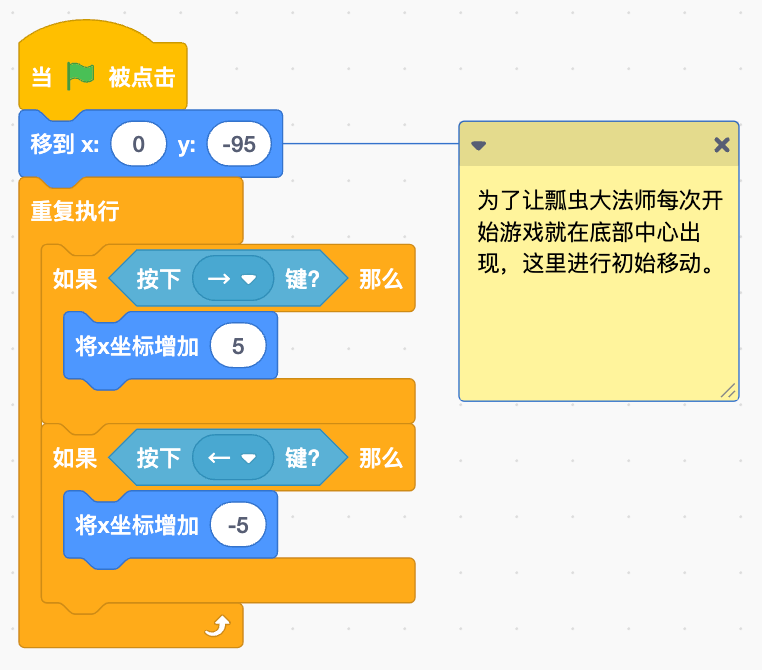 当 被点击
移到 x: 0 y: -95
重复执行
如果 按下 → 键? 那么
将x坐标增加 5
如果 按下 ← 键? 那么
将x坐标增加 -5
为了让瓢虫大法师每次开
始游戏就在底部中心出
现，这里进行初始移动。